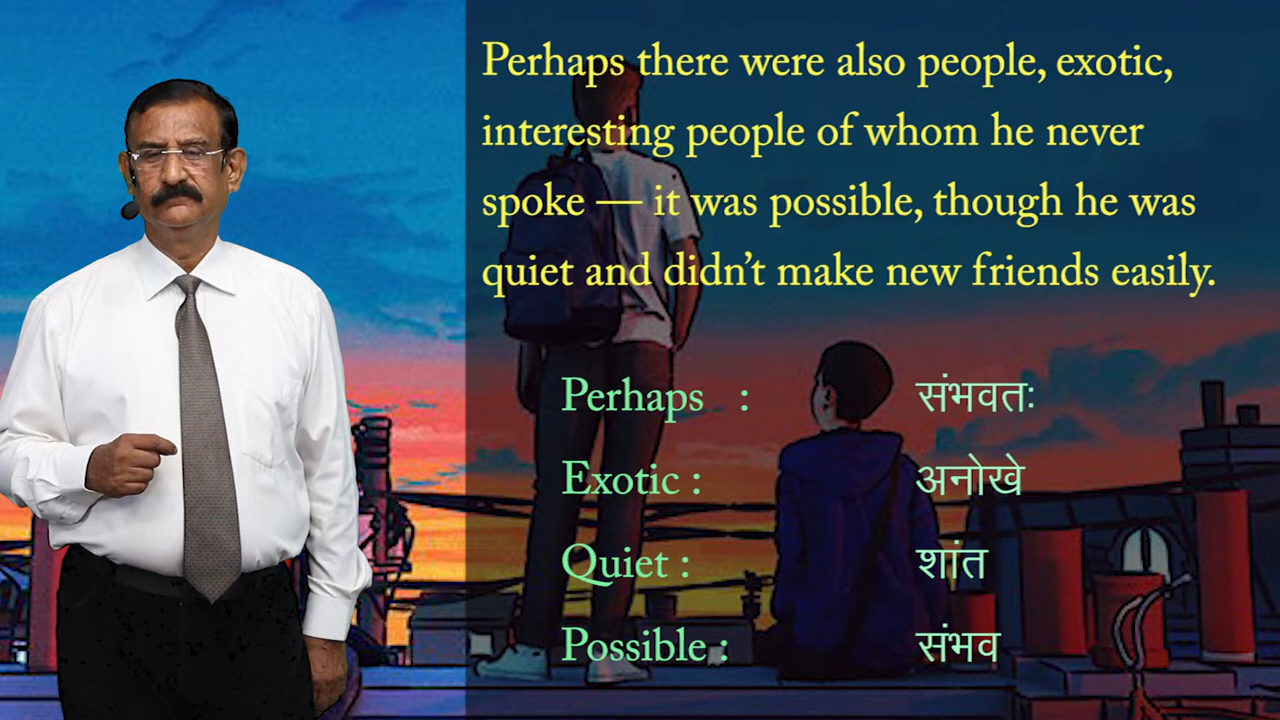 Perhaps there were also people, exotic,
interesting people of whom he never
spoke — it was possible, though he was
quiet and didn’t make new friends easily.
Perhaps : संभवतः
Exotic : अनोखे
Quiet : शांत
Possible : संभव